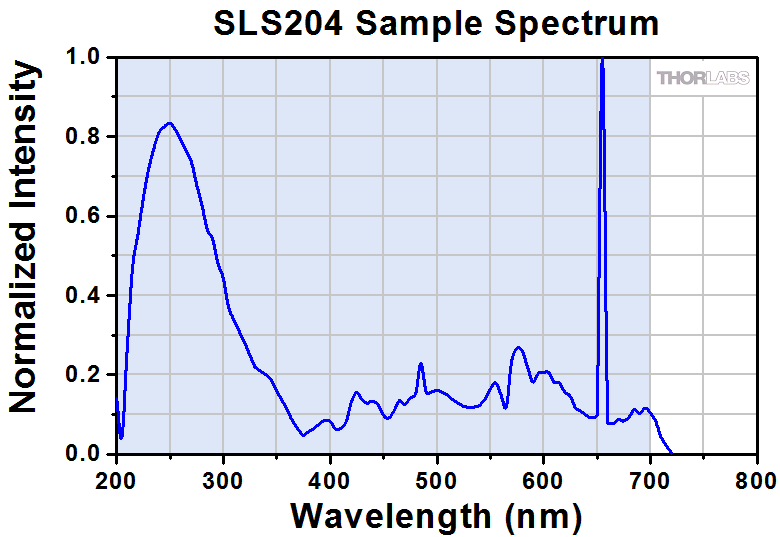 SLS204 Sample Spectrum
THORLABS
Normalized Intensity
1.0
0.8
0.6
0.4
0.2
0.0
200 300 400 500 600 700 800
Wavelength (nm)